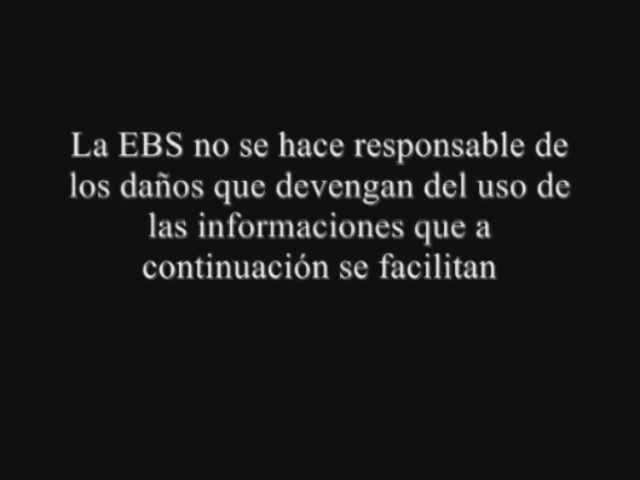 La EBS no se hace responsable de
los daños que devengan del uso de
las informaciones que a
continuación se facilitan